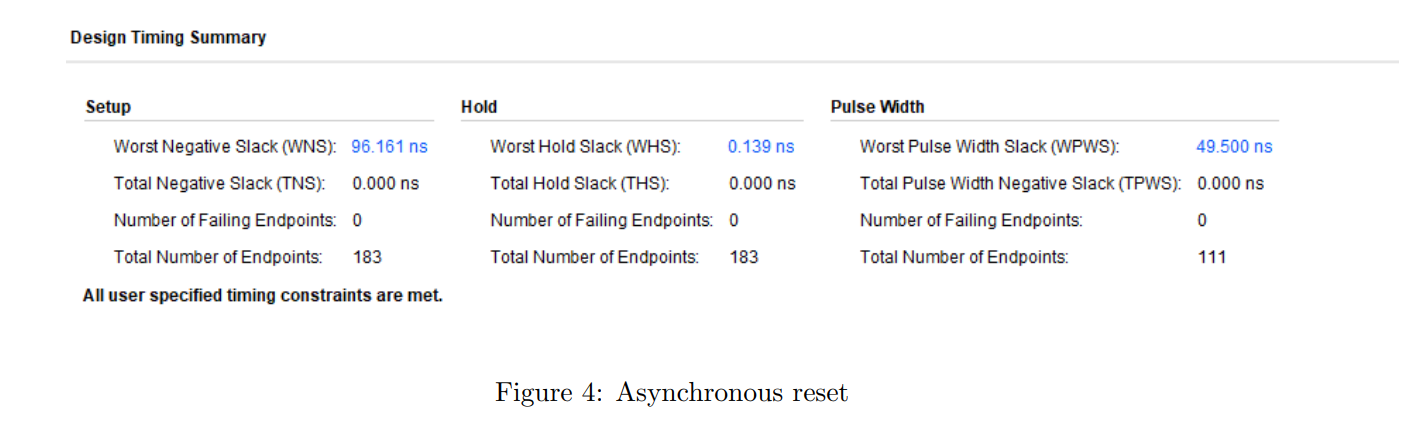 Design Timing Summary
Setup Hold Pulse Width
Worst Negative Slack (WNS): 96.161 ns Worst Hold Slack (WHS): 0.139 ns Worst Pulse Width Slack (WPWS): 49.500 ns
Total Negative Slack (TNS): 0.000 ns Total Hold Slack (THS): 0.000 ns Total Pulse Width Negative Slack (TPWS): 0.000 ns
Number of Failing Endpoints: 0 Number of Failing Endpoints: 0 Number of Failing Endpoints: 0
Total Number of Endpoints: 183 Total Number of Endpoints: 183 Total Number of Endpoints: 111
All user specified timing constraints are met.
Figure 4: Asynchronous reset